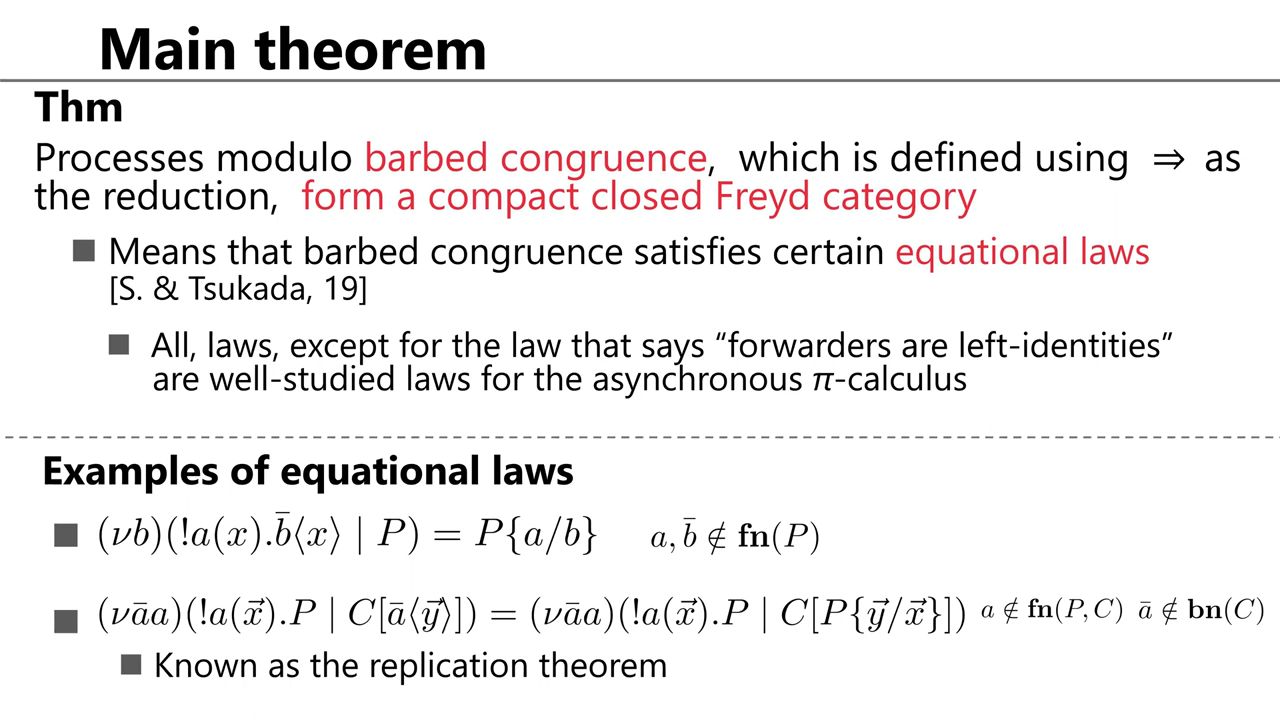 Main theorem
Thm
Processes modulo barbed congruence, which is defined using ⇒ as
the reduction, form a compact closed Freyd category
■ Means that barbed congruence satisfies certain equational laws
[S. & Tsukada, 19]
■ All, laws, except for the law that says “forwarders are left-identities”
are well-studied laws for the asynchronous π-calculus
Examples of equational laws
■ (νb)(!a(x).b̄⟨x⟩ | P) = P{a/b} a, b̄ ∉ fn(P)
■ (νāa)(!a(x⃗).P | C[ā⟨y⃗⟩]) = (νāa)(!a(x⃗).P | C[P{y⃗/x⃗}]) a ∉ fn(P, C) ā ∉ bn(C)
■ Known as the replication theorem